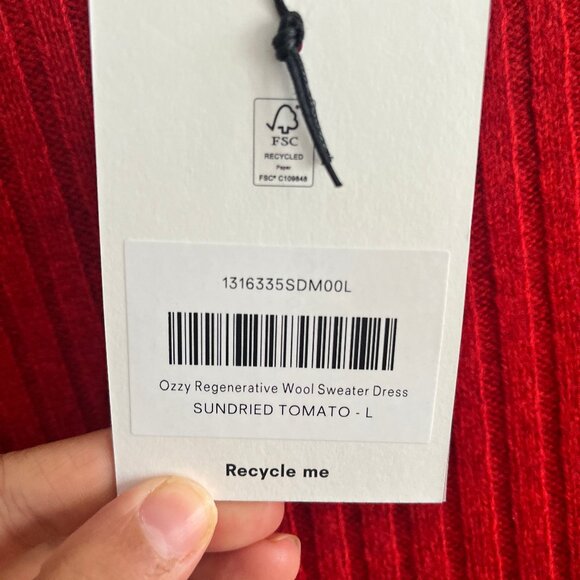 FSC
RECYCLED
Paper
FSC® C109848
1316335SDM00L
Ozzy Regenerative Wool Sweater Dress
SUNDRIED TOMATO - L
Recycle me